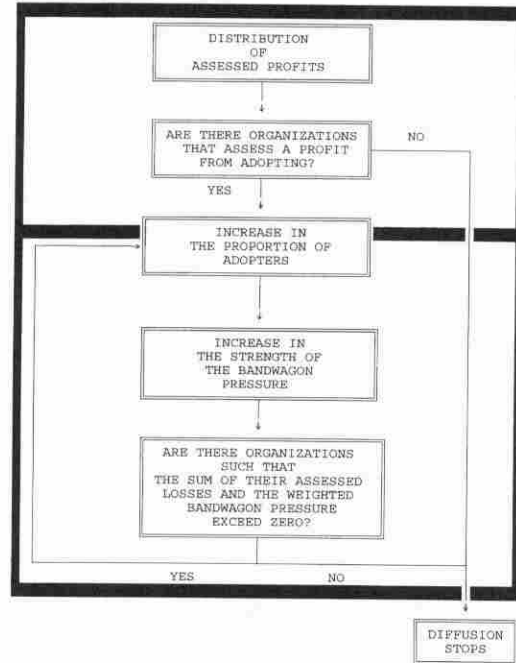 DISTRIBUTION
OF
ASSESSED PROFITS
ARE THERE ORGANIZATIONS
THAT ASSESS A PROFIT
FROM ADOPTING?
NO
YES
INCREASE IN
THE PROPORTION OF
ADOPTERS
INCREASE IN
THE STRENGTH OF
THE BANDWAGON
PRESSURE
ARE THERE ORGANIZATIONS
SUCH THAT
THE SUM OF THEIR ASSESSED
LOSSES AND THE WEIGHTED
BANDWAGON PRESSURE
EXCEED ZERO?
YES
NO
DIFFUSION
STOPS